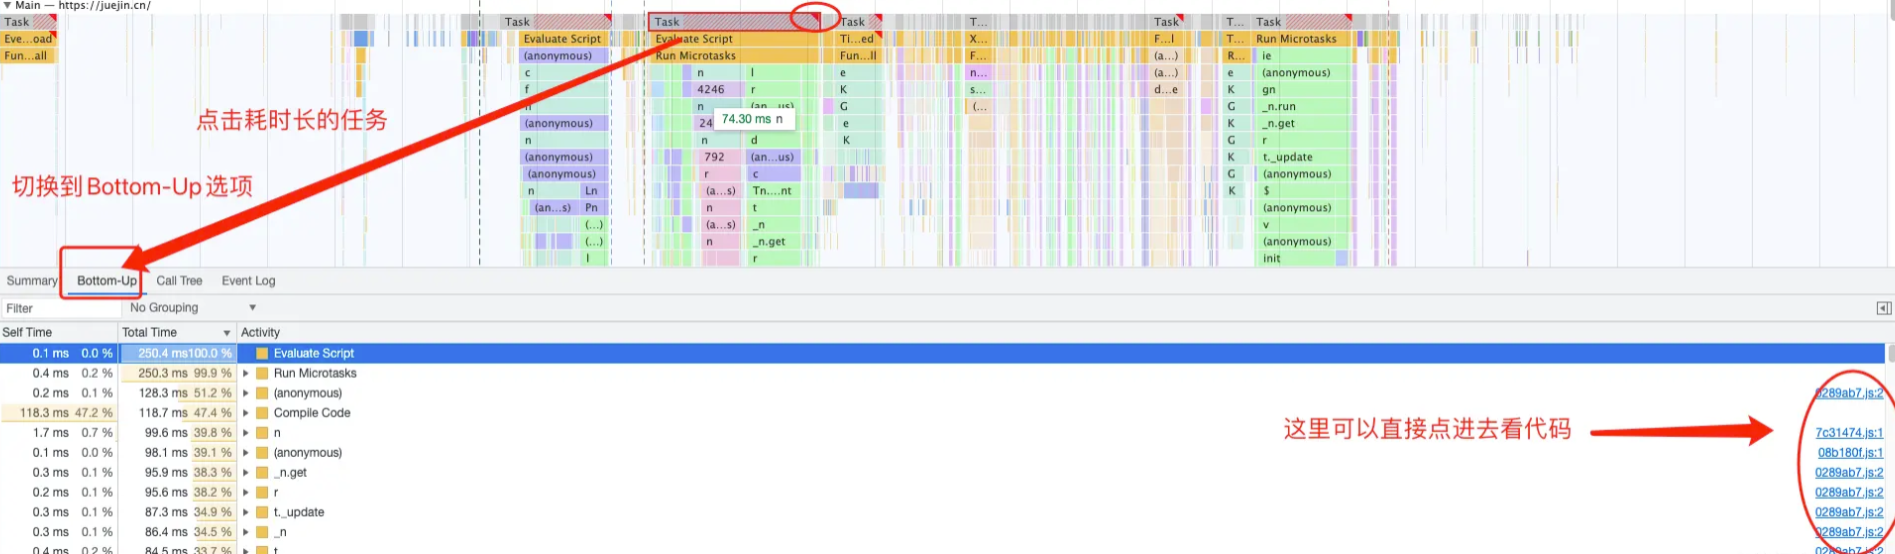 ▼ Main — https://juejin.cn/
Task Task Task Task T... Task T... Task
Eve...oad Evaluate Script Evaluate Script Ti...ed X... F...l T... Run Microtasks
Fun...all (anonymous) Run Microtasks Fun...ll F... (a...) R... ie
c n l e n... (a...) e (anonymous)
f 4246 r K s... d...e K gn
n n (an...us) G (... G _n.run
(anonymous) 24 74.30 ms n e K _n.get
n n d K G r
(anonymous) 792 (an...us) K t._update
(anonymous) r c G (anonymous)
n Ln (a...s) Tn....nt K $
(an...s) Pn n t (anonymous)
(...) (a...s) _n v
(...) n _n.get (anonymous)
l r init
点击耗时长的任务
切换到Bottom-Up选项
Summary Bottom-Up Call Tree Event Log
Filter No Grouping ▼
Self Time Total Time ▼ Activity
0.1 ms 0.0 % 250.4 ms 100.0 % Evaluate Script
0.4 ms 0.2 % 250.3 ms 99.9 % Run Microtasks
0.2 ms 0.1 % 128.3 ms 51.2 % (anonymous) 0289ab7.js:2
118.3 ms 47.2 % 118.7 ms 47.4 % Compile Code
这里可以直接点进去看代码
1.7 ms 0.7 % 99.6 ms 39.8 % n 7c31474.js:1
0.1 ms 0.0 % 98.1 ms 39.1 % (anonymous) 08b180f.js:1
0.3 ms 0.1 % 95.9 ms 38.3 % _n.get 0289ab7.js:2
0.2 ms 0.1 % 95.6 ms 38.2 % r 0289ab7.js:2
0.3 ms 0.1 % 87.3 ms 34.9 % t._update 0289ab7.js:2
0.3 ms 0.1 % 86.4 ms 34.5 % _n 0289ab7.js:2
0.4 ms 0.2 % 84.5 ms 33.7 % t 0289ab7.js:2